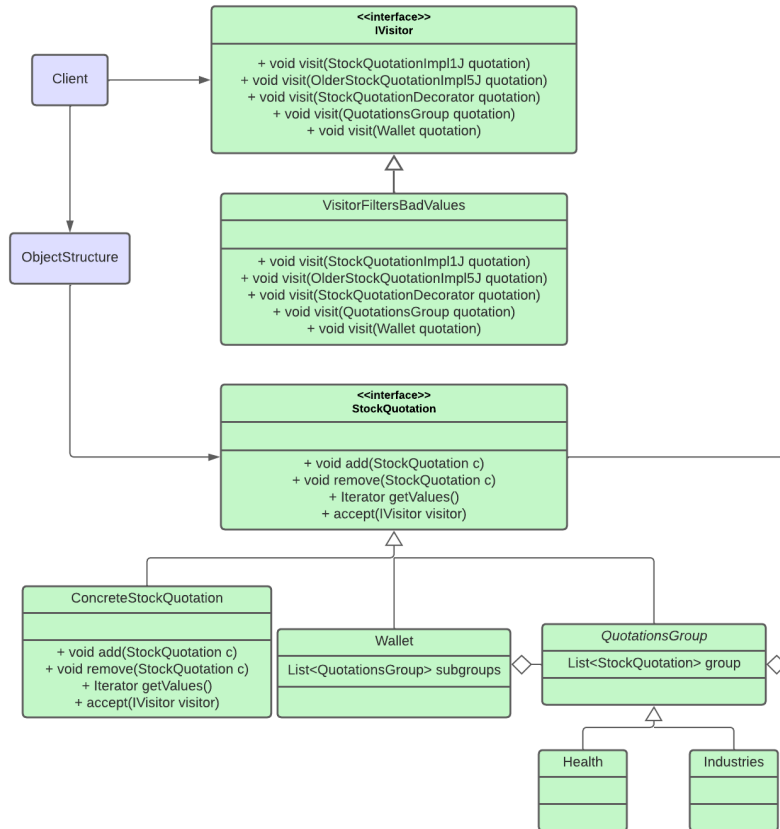 <<interface>>
IVisitor
+ void visit(StockQuotationImpl1J quotation)
+ void visit(OlderStockQuotationImpl5J quotation)
+ void visit(StockQuotationDecorator quotation)
+ void visit(QuotationsGroup quotation)
+ void visit(Wallet quotation)
Client
VisitorFiltersBadValues
+ void visit(StockQuotationImpl1J quotation)
+ void visit(OlderStockQuotationImpl5J quotation)
+ void visit(StockQuotationDecorator quotation)
+ void visit(QuotationsGroup quotation)
+ void visit(Wallet quotation)
ObjectStructure
<<interface>>
StockQuotation
+ void add(StockQuotation c)
+ void remove(StockQuotation c)
+ Iterator getValues()
+ accept(IVisitor visitor)
ConcreteStockQuotation
+ void add(StockQuotation c)
+ void remove(StockQuotation c)
+ Iterator getValues()
+ accept(IVisitor visitor)
Wallet
List<QuotationsGroup> subgroups
QuotationsGroup
List<StockQuotation> group
Health
Industries